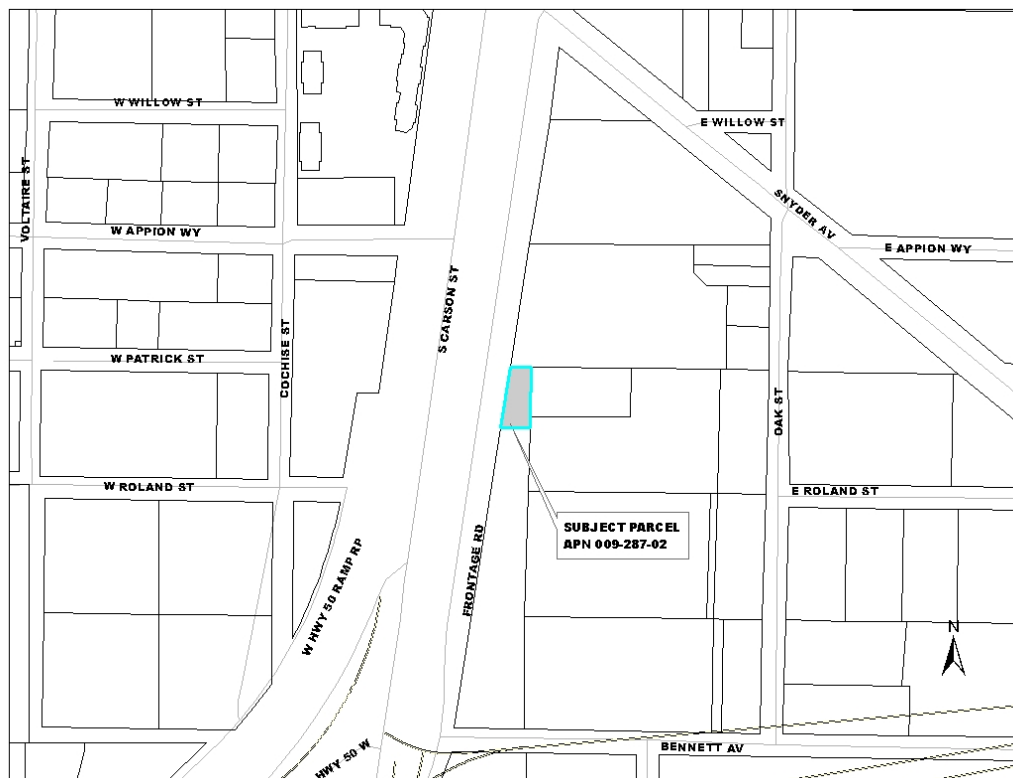 W WILLOW ST
E WILLOW ST
VOLTAIRE ST
SNYDER AV
W APPION WY
E APPION WY
S CARSON ST
COCHISE ST
W PATRICK ST
OAK ST
W ROLAND ST
E ROLAND ST
SUBJECT PARCEL
APN 009-287-02
FRONTAGE RD
W HWY 50 RAMP RP
N
HWY 50 W
BENNETT AV